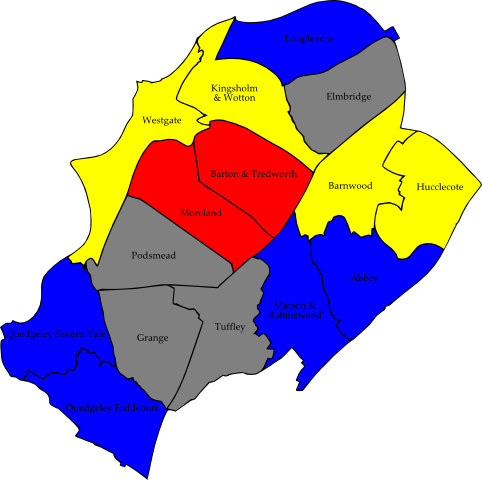 Longlevens
Kingsholm
& Wotton
Elmbridge
Westgate
Barton & Tredworth
Barnwood
Hucclecote
Moreland
Podsmead
Abbey
Matson &
Robinswood
Tuffley
Quedgeley Severn Vale
Grange
Quedgeley Fieldcourt